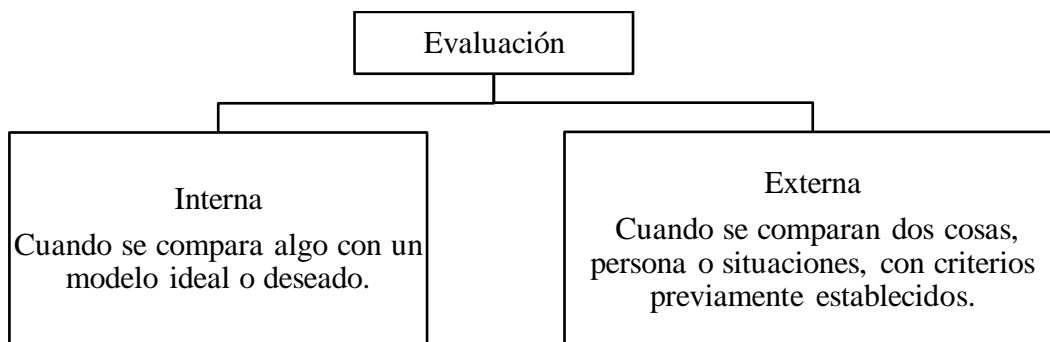 Evaluación
Interna
Cuando se compara algo con un
modelo ideal o deseado.
Externa
Cuando se comparan dos cosas,
persona o situaciones, con criterios
previamente establecidos.